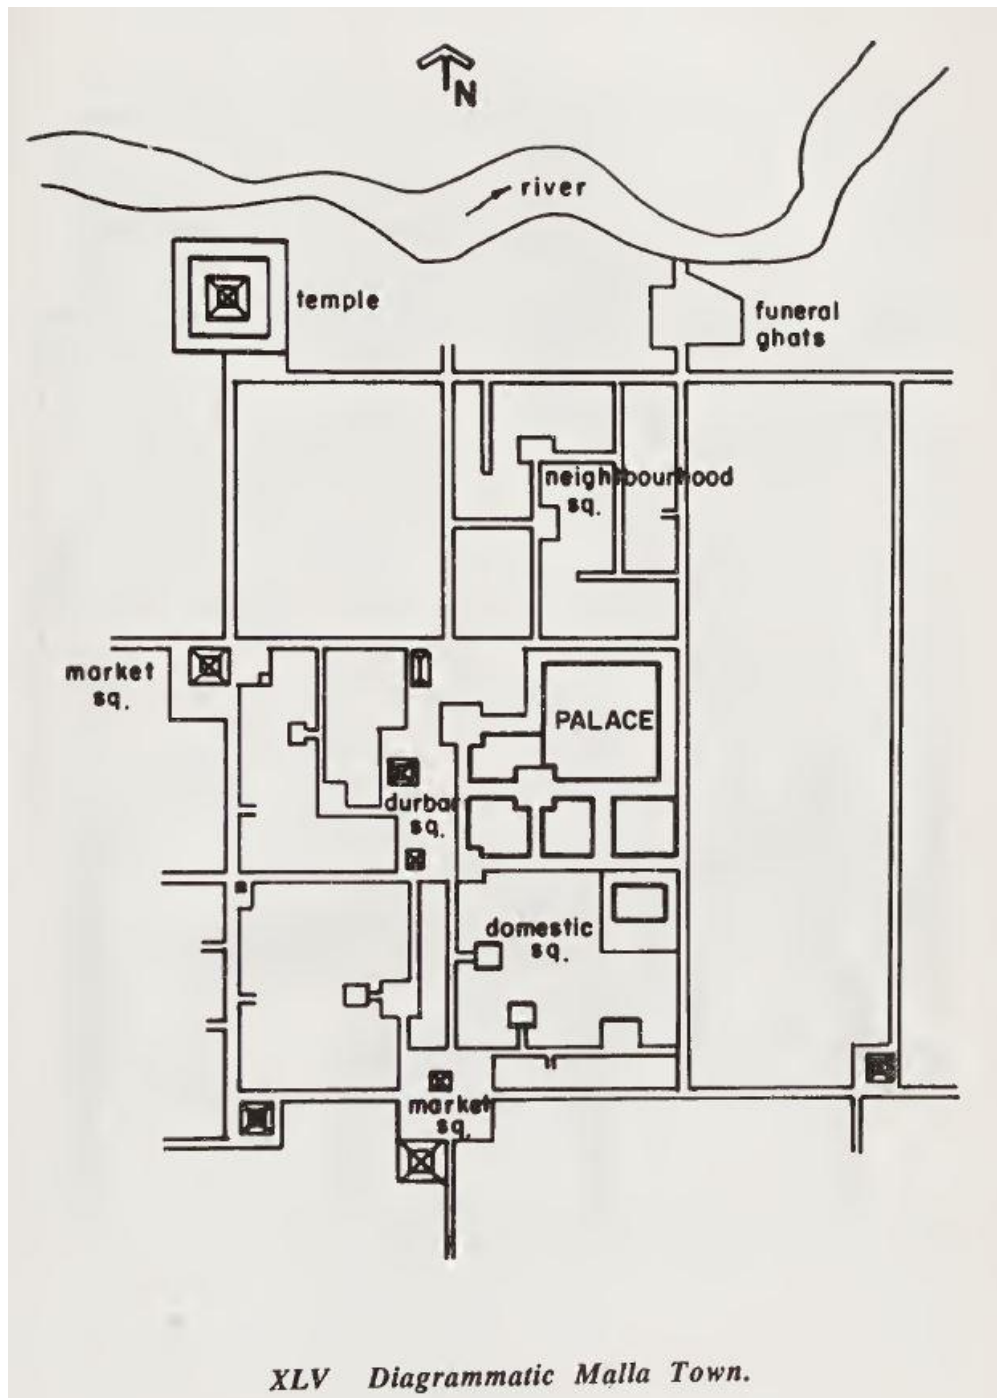 N
river
temple
funeral
ghats
neighbourhood
sq.
market
sq.
PALACE
durbar
sq.
domestic
sq.
market
sq.
XLV Diagrammatic Malla Town.